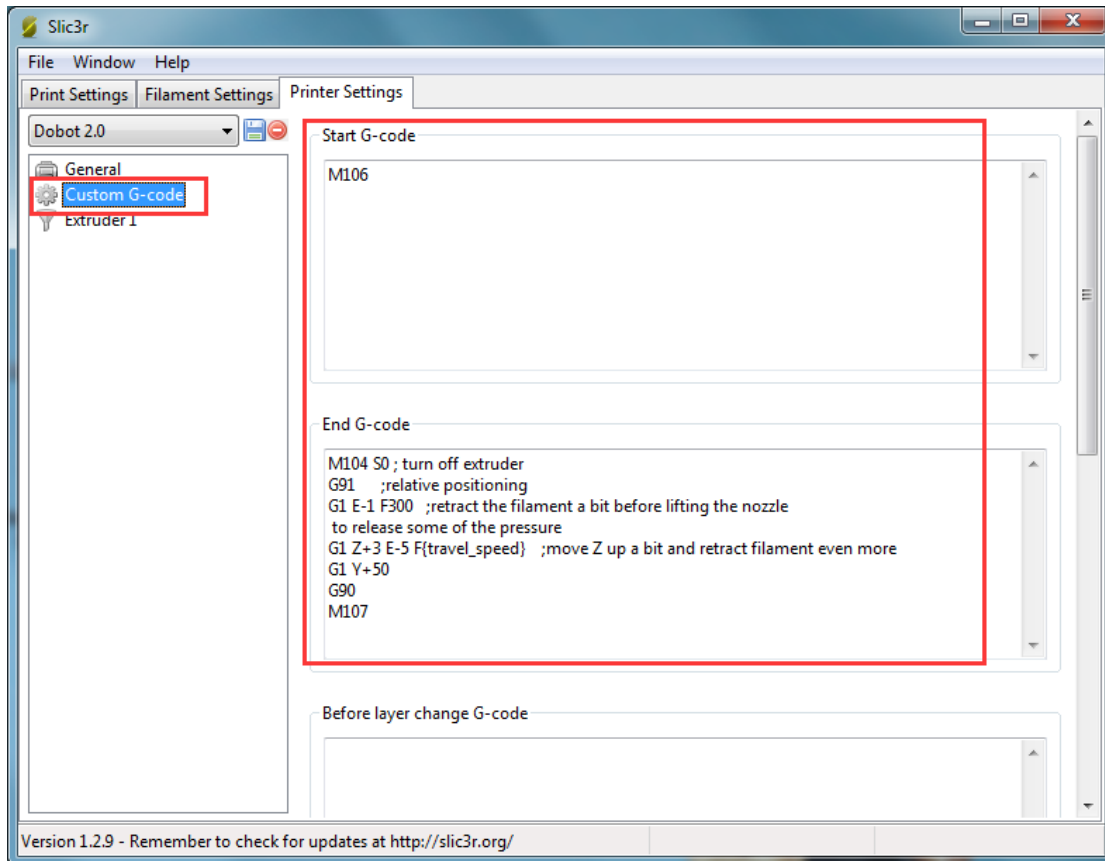 Slic3r
File Window Help
Print Settings Filament Settings Printer Settings
Dobot 2.0
General
Custom G-code
Extruder 1
Start G-code
M106
End G-code
M104 S0 ; turn off extruder
G91 ;relative positioning
G1 E-1 F300 ;retract the filament a bit before lifting the nozzle
to release some of the pressure
G1 Z+3 E-5 F{travel_speed} ;move Z up a bit and retract filament even more
G1 Y+50
G90
M107
Before layer change G-code
Version 1.2.9 - Remember to check for updates at http://slic3r.org/